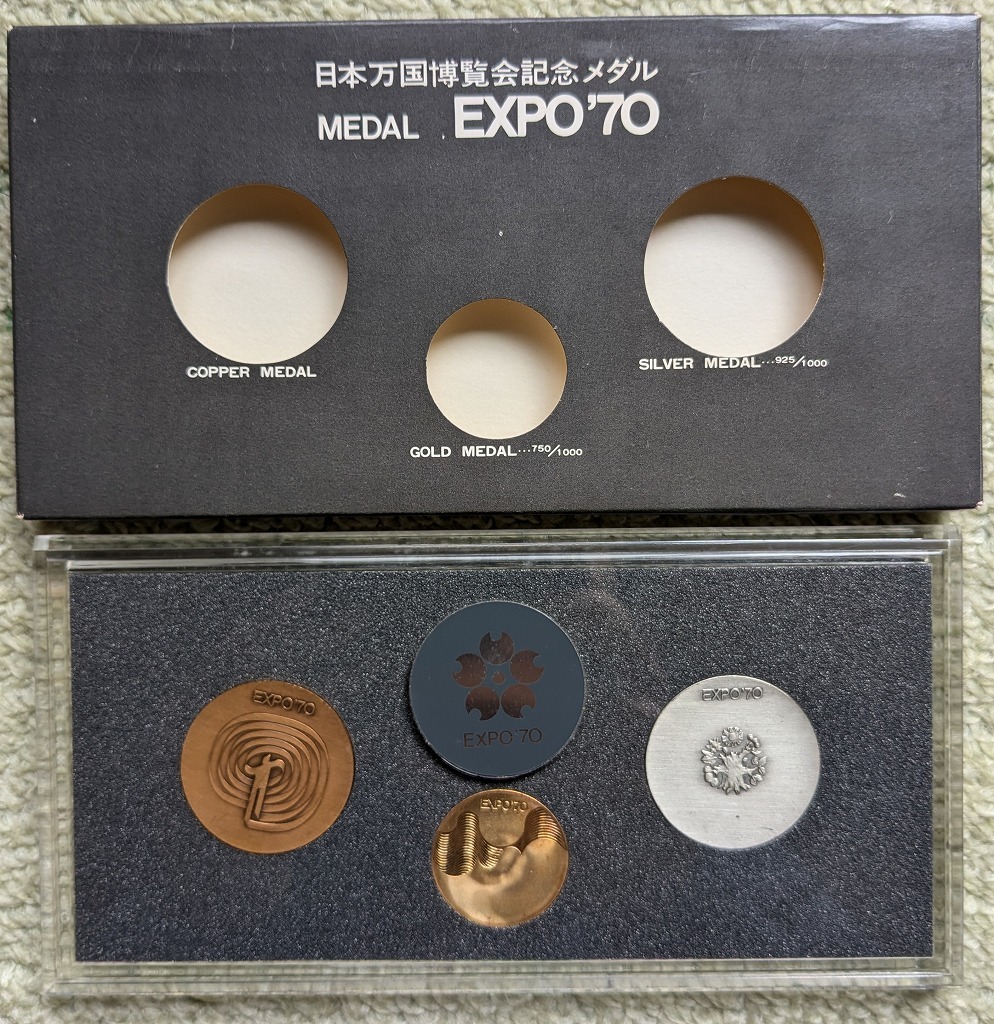 日本万国博覧会記念メダル
MEDAL EXPO'70
COPPER MEDAL
SILVER MEDAL...925/1000
GOLD MEDAL...750/1000
EXPO'70
EXPO'70
EXPO'70
EXPO'70